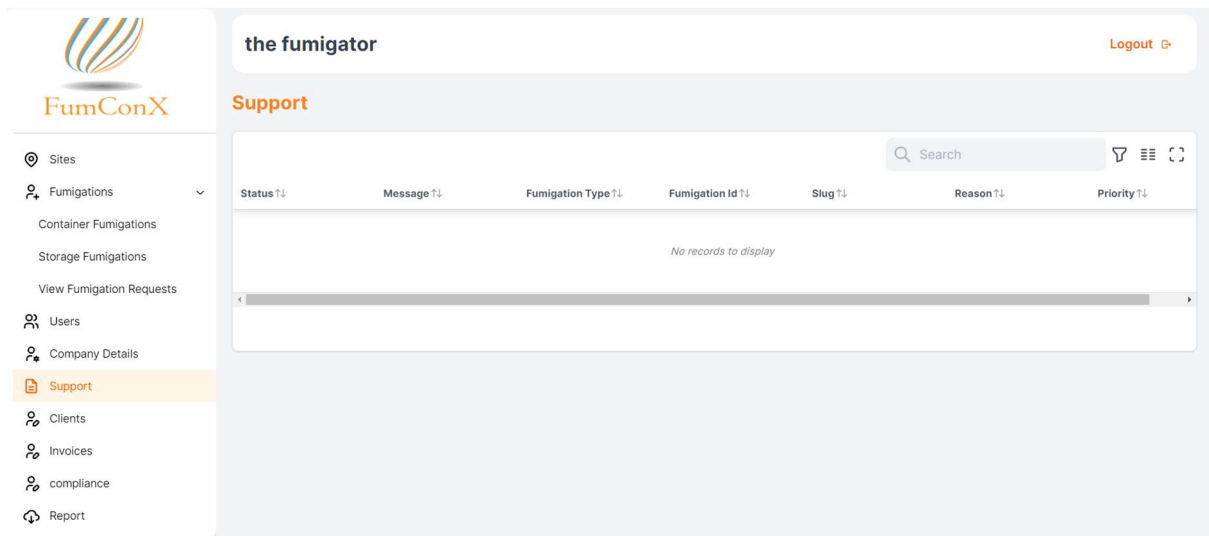 FumConX
Sites
Fumigations
Container Fumigations
Storage Fumigations
View Fumigation Requests
Users
Company Details
Support
Clients
Invoices
compliance
Report
the fumigator
Logout
Support
Search
Status Message Fumigation Type Fumigation Id Slug Reason Priority
No records to display